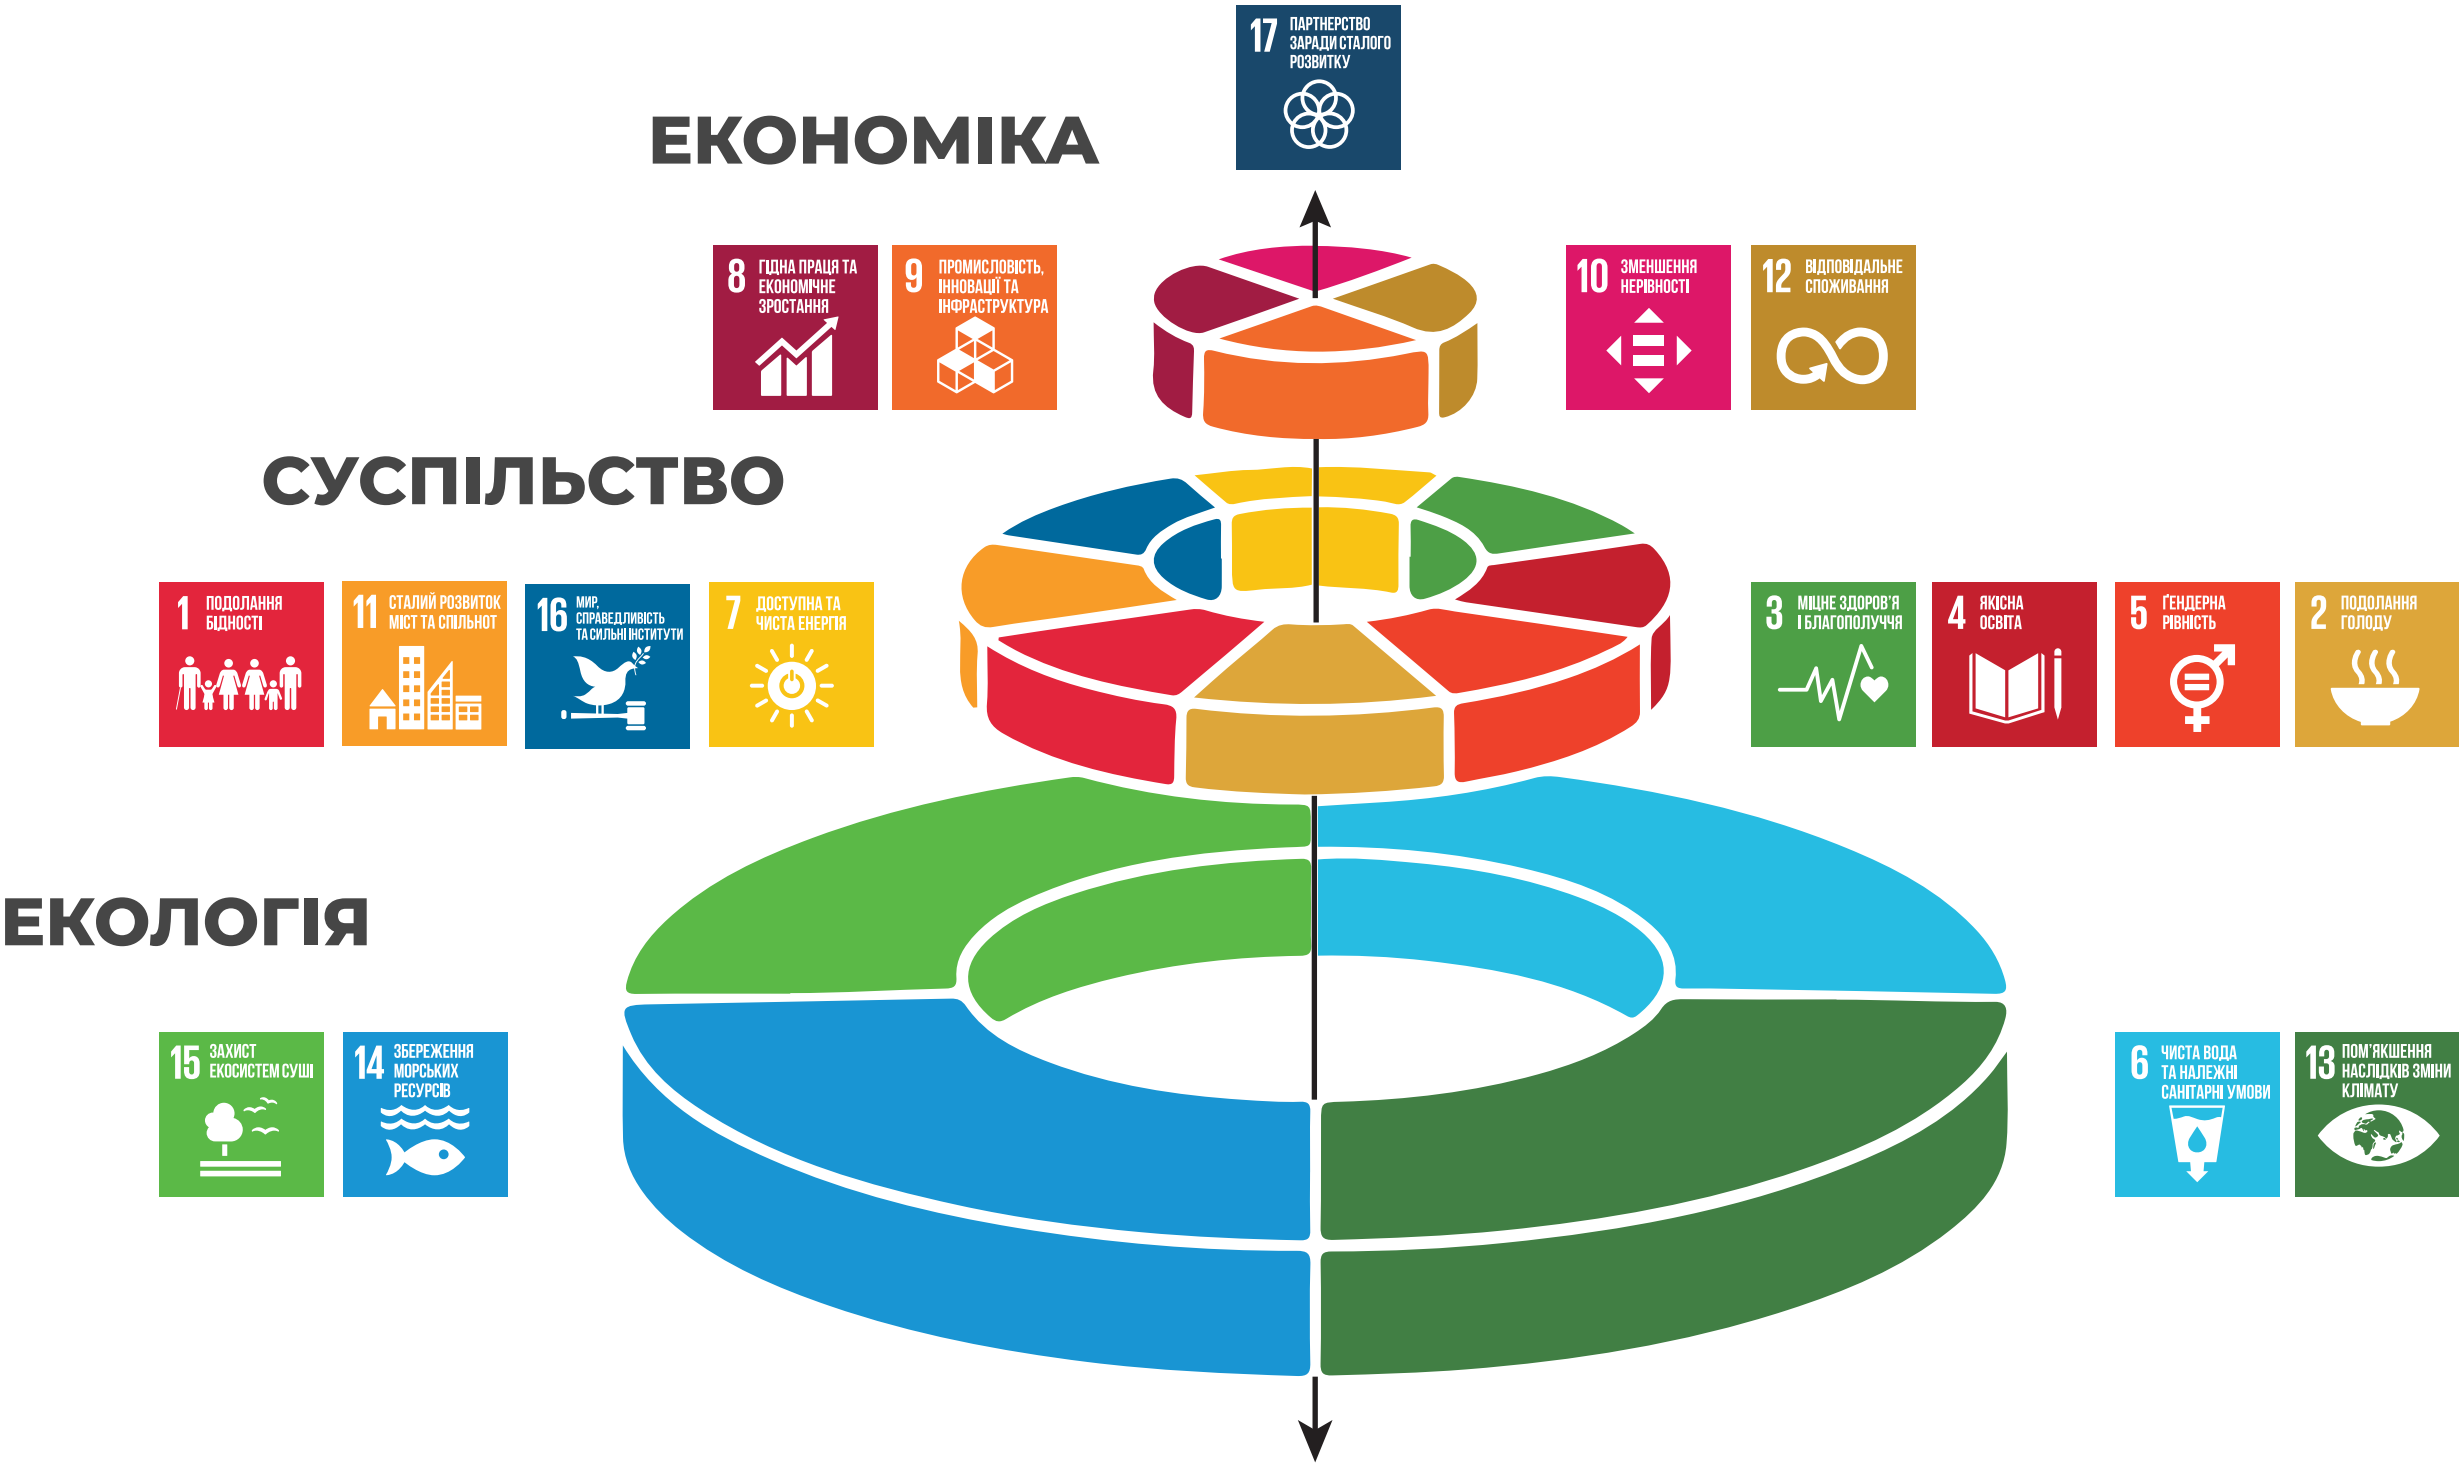 17 ПАРТНЕРСТВО
ЗАРАДИ СТАЛОГО
РОЗВИТКУ
ЕКОНОМІКА
8 ГІДНА ПРАЦЯ ТА
ЕКОНОМІЧНЕ
ЗРОСТАННЯ
9 ПРОМИСЛОВІСТЬ,
ІННОВАЦІЇ ТА
ІНФРАСТРУКТУРА
10 ЗМЕНШЕННЯ
НЕРІВНОСТІ
12 ВІДПОВІДАЛЬНЕ
СПОЖИВАННЯ
СУСПІЛЬСТВО
1 ПОДОЛАННЯ
БІДНОСТІ
11 СТАЛИЙ РОЗВИТОК
МІСТ ТА СПІЛЬНОТ
16 МИР,
СПРАВЕДЛИВІСТЬ
ТА СИЛЬНІ ІНСТИТУТИ
7 ДОСТУПНА ТА
ЧИСТА ЕНЕРГІЯ
3 МІЦНЕ ЗДОРОВ'Я
І БЛАГОПОЛУЧЧЯ
4 ЯКІСНА
ОСВІТА
5 ҐЕНДЕРНА
РІВНІСТЬ
2 ПОДОЛАННЯ
ГОЛОДУ
ЕКОЛОГІЯ
15 ЗАХИСТ
ЕКОСИСТЕМ СУШІ
14 ЗБЕРЕЖЕННЯ
МОРСЬКИХ
РЕСУРСІВ
6 ЧИСТА ВОДА
ТА НАЛЕЖНІ
САНІТАРНІ УМОВИ
13 ПОМ'ЯКШЕННЯ
НАСЛІДКІВ ЗМІНИ
КЛІМАТУ